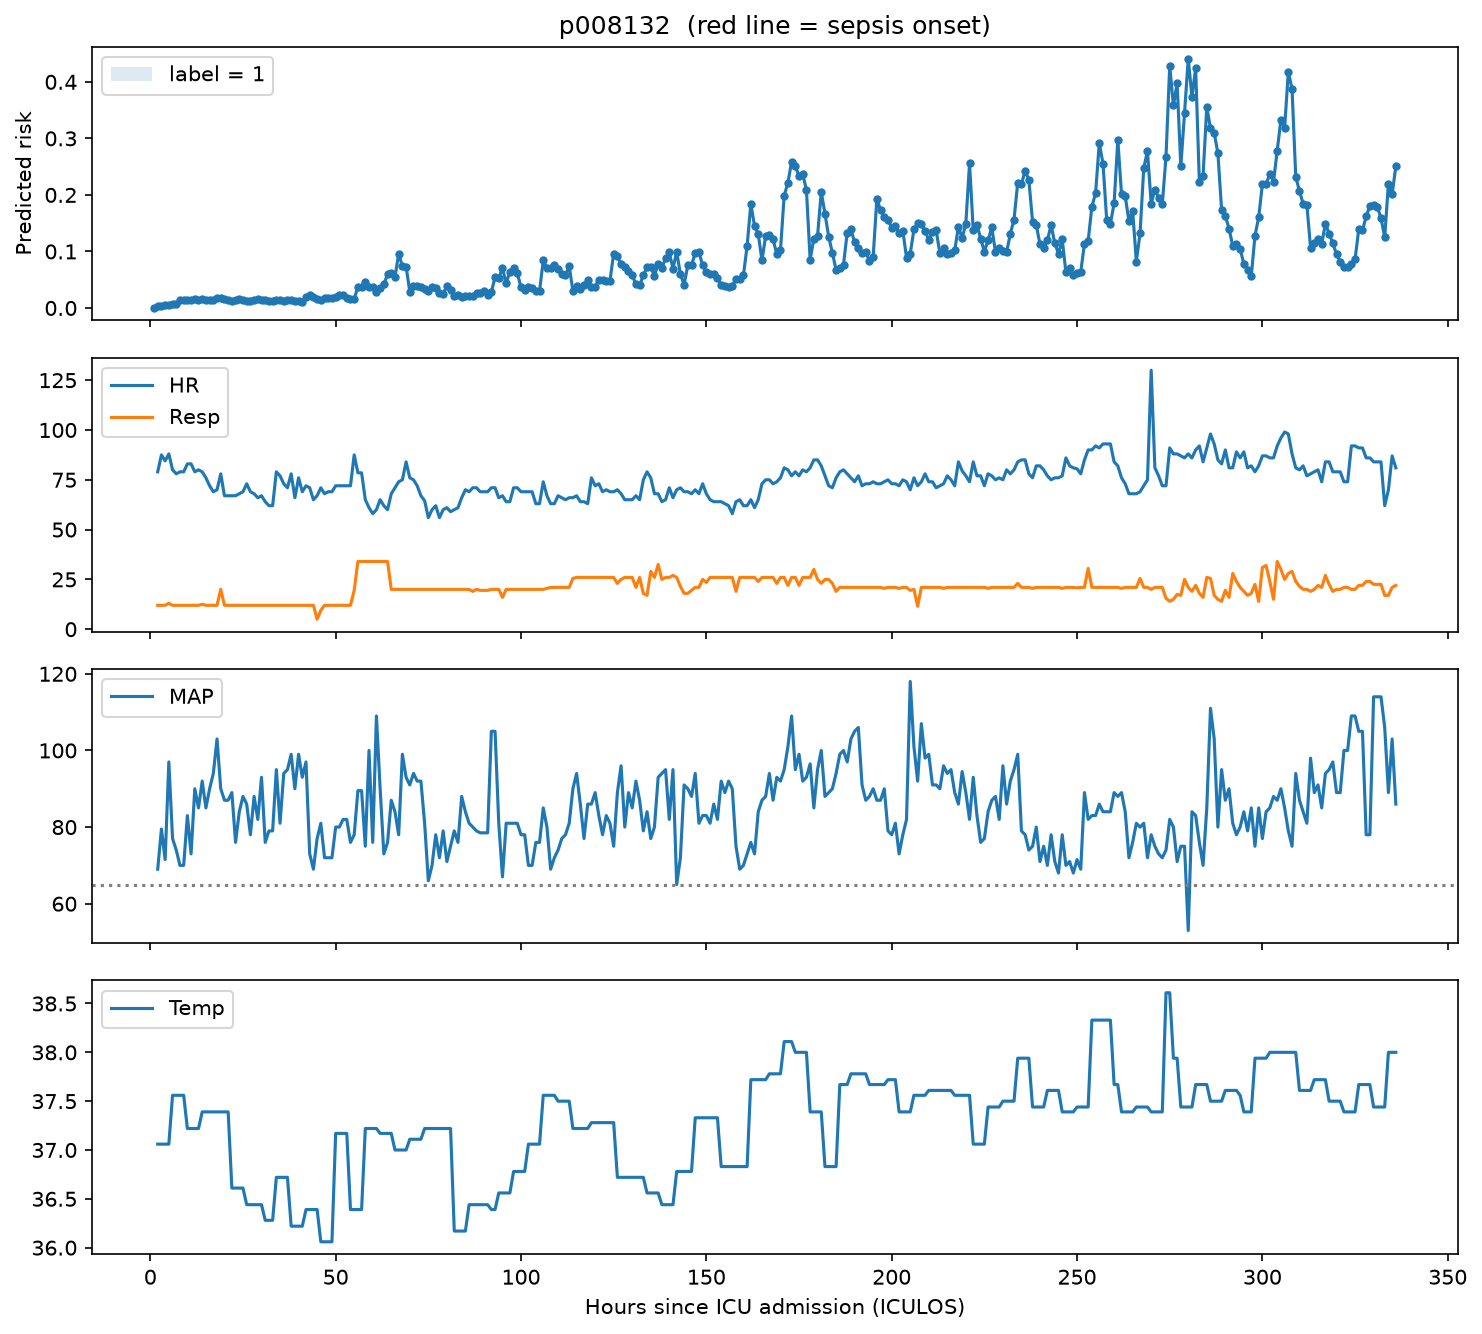 p008132  (red line = sepsis onset)
label = 1
Predicted risk
0.4
0.3
0.2
0.1
0.0
HR
Resp
125
100
75
50
25
0
MAP
120
100
80
60
Temp
38.5
38.0
37.5
37.0
36.5
36.0
0 50 100 150 200 250 300 350
Hours since ICU admission (ICULOS)